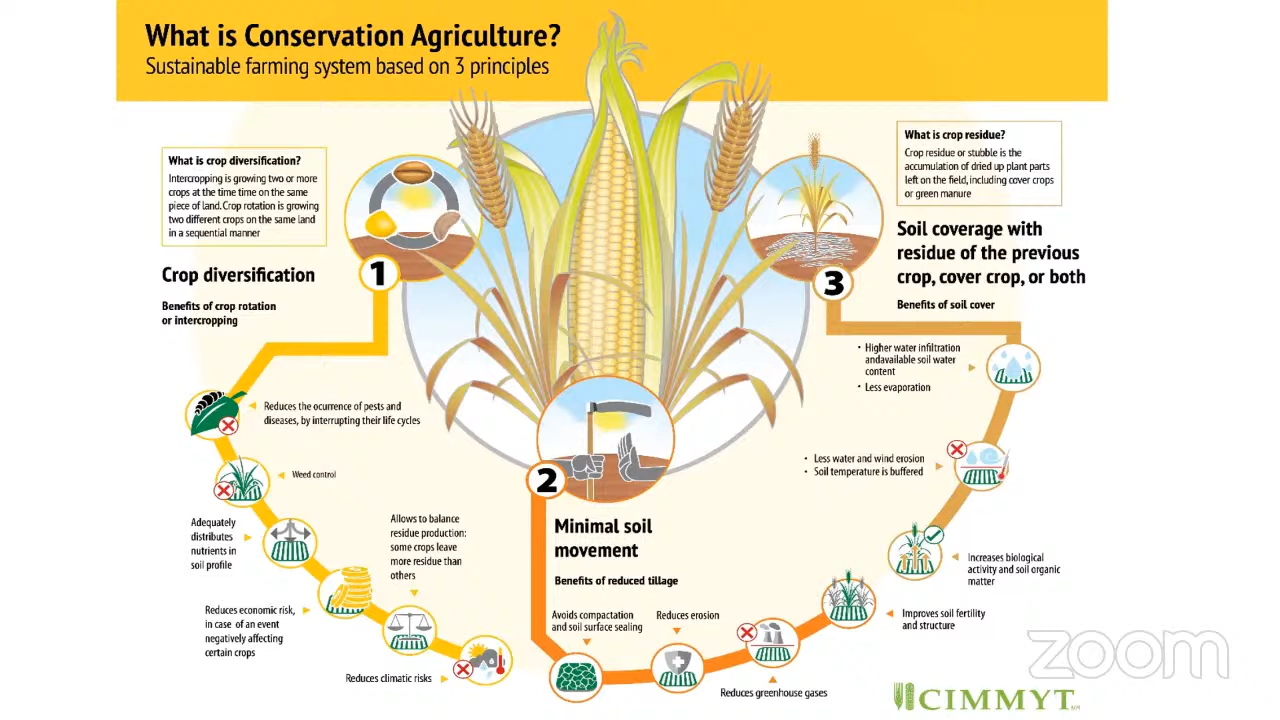 What is Conservation Agriculture?
Sustainable farming system based on 3 principles
What is crop diversification?
Intercropping is growing two or more
crops at the time time on the same
piece of land. Crop rotation is growing
two different crops on the same land
in a sequential manner
1
Crop diversification
Benefits of crop rotation
or intercropping
Reduces the ocurrence of pests and
diseases, by interrupting their life cycles
Weed control
Adequately
distributes
nutrients in
soil profile
Reduces economic risk,
in case of an event
negatively affecting
certain crops
Allows to balance
residue production:
some crops leave
more residue than
others
Reduces climatic risks
2
Minimal soil
movement
Benefits of reduced tillage
Avoids compactation
and soil surface sealing
Reduces erosion
Reduces greenhouse gases
Improves soil fertility
and structure
What is crop residue?
Crop residue or stubble is the
accumulation of dried up plant parts
left on the field, including cover crops
or green manure
3
Soil coverage with
residue of the previous
crop, cover crop, or both
Benefits of soil cover
• Higher water infiltration
andavailable soil water
content
• Less evaporation
• Less water and wind erosion
• Soil temperature is buffered
Increases biological
activity and soil organic
matter
zoom
CIMMYT